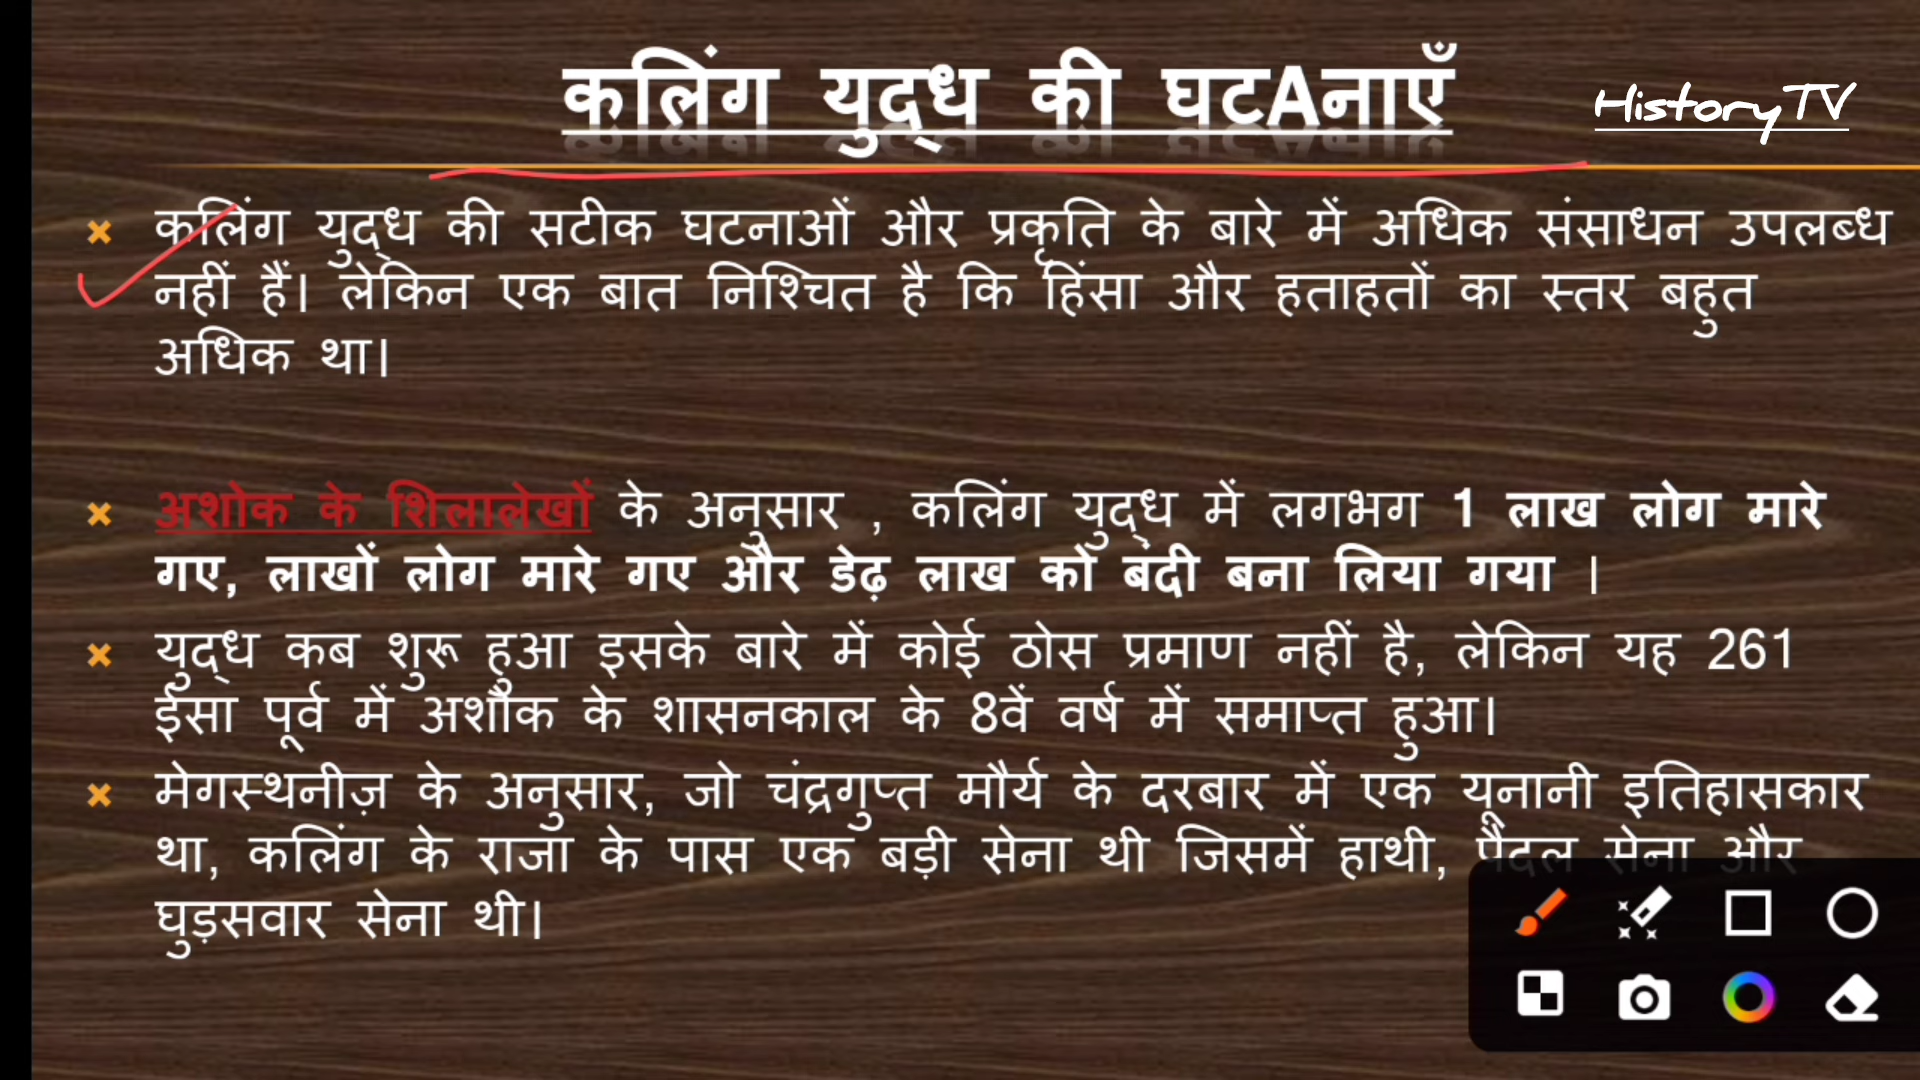 कलिंग युद्ध की घटAनाएँ
HistoryTV
कलिंग युद्ध की सटीक घटनाओं और प्रकृति के बारे में अधिक संसाधन उपलब्ध
नहीं हैं। लेकिन एक बात निश्चित है कि हिंसा और हताहतों का स्तर बहुत
अधिक था।
अशोक के शिलालेखों के अनुसार , कलिंग युद्ध में लगभग 1 लाख लोग मारे
गए, लाखों लोग मारे गए और डेढ़ लाख को बंदी बना लिया गया ।
युद्ध कब शुरू हुआ इसके बारे में कोई ठोस प्रमाण नहीं है, लेकिन यह 261
ईसा पूर्व में अशोक के शासनकाल के 8वें वर्ष में समाप्त हुआ।
मेगस्थनीज़ के अनुसार, जो चंद्रगुप्त मौर्य के दरबार में एक यूनानी इतिहासकार
था, कलिंग के राजा के पास एक बड़ी सेना थी जिसमें हाथी, पैदल सेना और
घुड़सवार सेना थी।